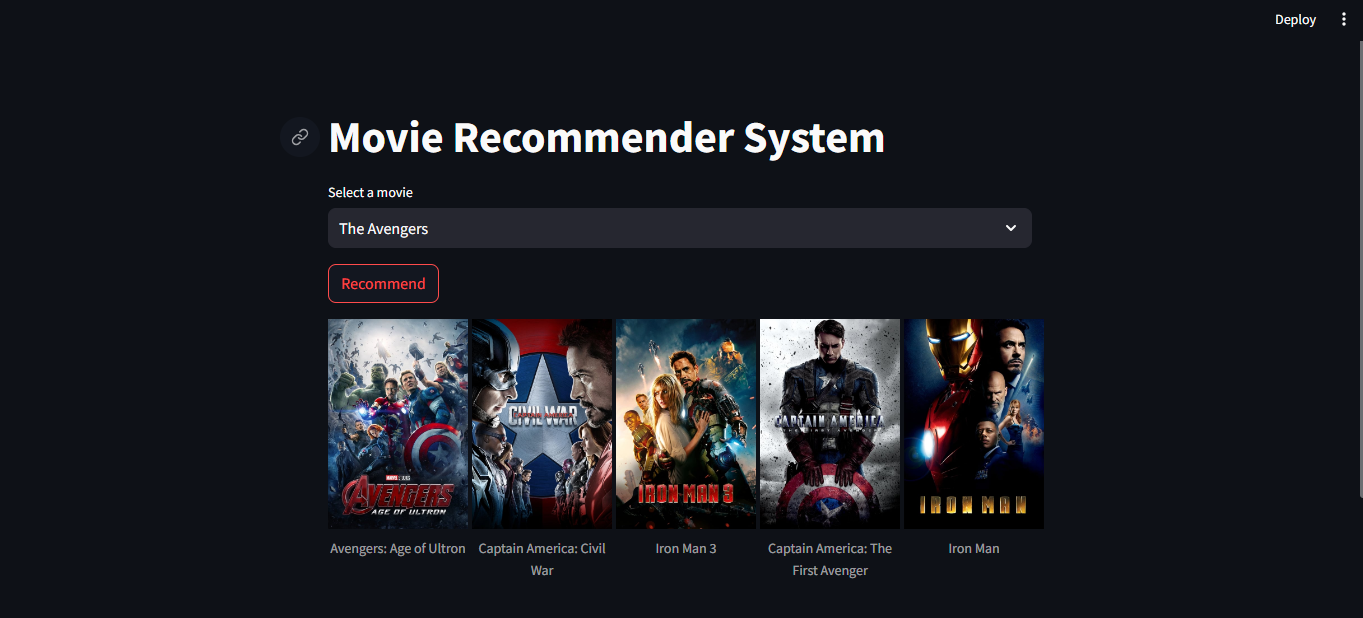 Deploy
Movie Recommender System
Select a movie
The Avengers
Recommend
MARVEL
AVENGERS
AGE OF ULTRON
CIVIL WAR
IRON MAN 3
CAPTAIN AMERICA
IRON MAN
Avengers: Age of Ultron
Captain America: Civil
War
Iron Man 3
Captain America: The
First Avenger
Iron Man